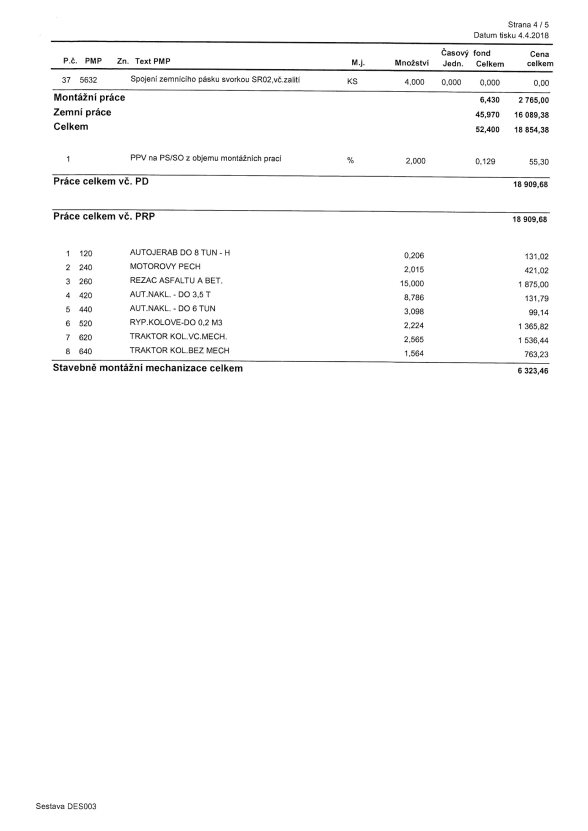 Strana 4 / 5
Datum tisku 4.4.2018
P.č. PMP Zn. Text PMP M.j. Množství Časový fond Jedn. Celkem Cena celkem
37 5632 Spojení zemnicího pásku svorkou SR02,vč.zalití KS 4,000 0,000 0,000 0,00
Montážní práce 6,430 2 765,00
Zemní práce 45,970 16 089,38
Celkem 52,400 18 854,38
1 PPV na PS/SO z objemu montážních prací % 2,000 0,129 55,30
Práce celkem vč. PD 18 909,68
Práce celkem vč. PRP 18 909,68
1 120 AUTOJERAB DO 8 TUN - H 0,206 131,02
2 240 MOTOROVY PECH 2,015 421,02
3 260 REZAC ASFALTU A BET. 15,000 1 875,00
4 420 AUT.NAKL. - DO 3,5 T 8,786 131,79
5 440 AUT.NAKL. - DO 6 TUN 3,098 99,14
6 520 RYP.KOLOVE-DO 0,2 M3 2,224 1 365,82
7 620 TRAKTOR KOL.VC.MECH. 2,565 1 536,44
8 640 TRAKTOR KOL.BEZ MECH 1,564 763,23
Stavebně montážní mechanizace celkem 6 323,46
Sestava DES003